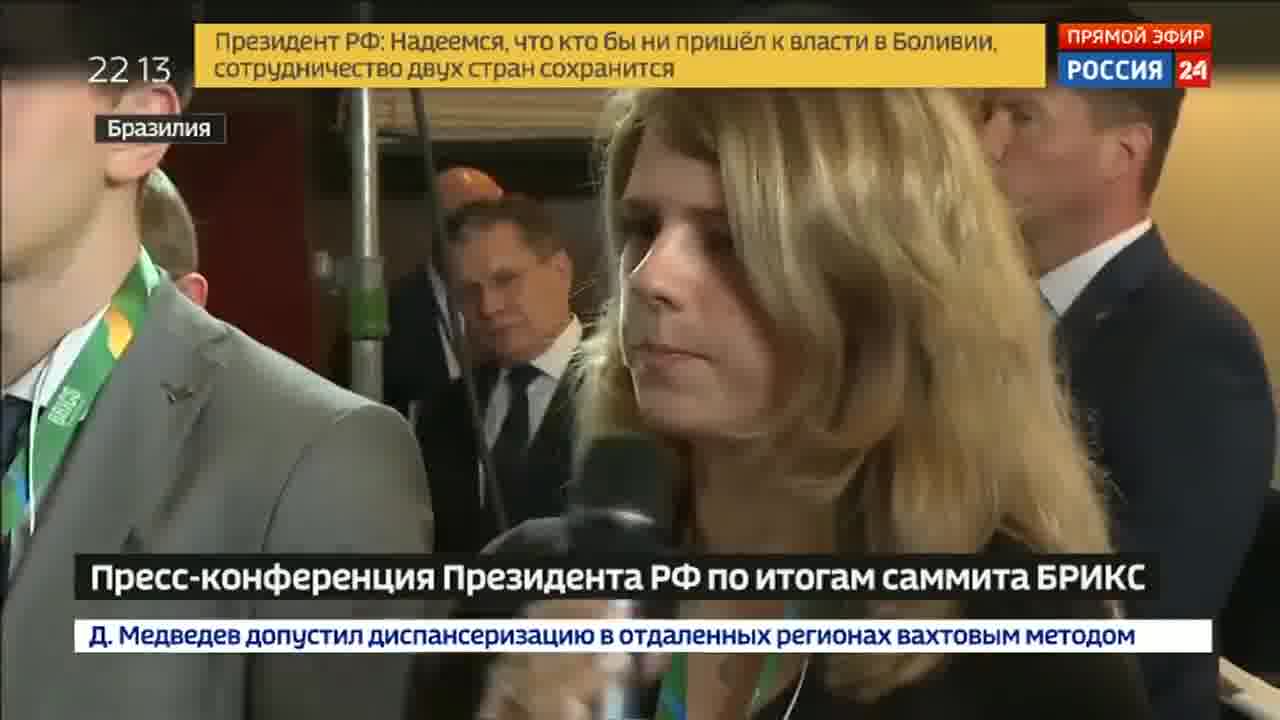 Президент РФ: Надеемся, что кто бы ни пришёл к власти в Боливии,
сотрудничество двух стран сохранится
ПРЯМОЙ ЭФИР
РОССИЯ 24
22 13
Бразилия
BRICS
Пресс-конференция Президента РФ по итогам саммита БРИКС
Д. Медведев допустил диспансеризацию в отдаленных регионах вахтовым методом